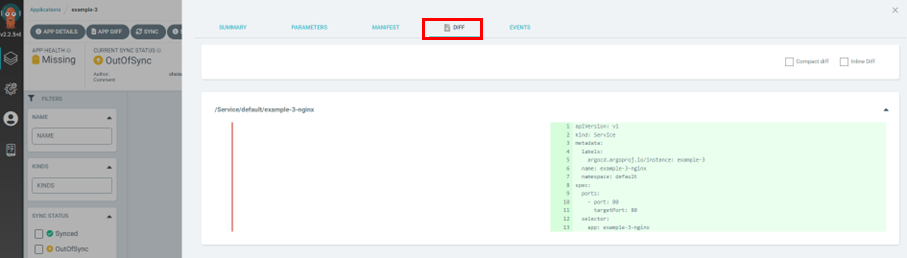 Applications / example-3
v2.2.5+d
APP DETAILS APP DIFF SYNC
APP HEALTH
Missing
CURRENT SYNC STATUS
OutOfSync
Author:
Comment:
FILTERS
NAME
NAME
KINDS
KINDS
SYNC STATUS
Synced
OutOfSync
SUMMARY PARAMETERS MANIFEST DIFF EVENTS
Compact diff Inline Diff
/Service/default/example-3-nginx
1 apiVersion: v1
2 kind: Service
3 metadata:
4 labels:
5 argocd.argoproj.io/instance: example-3
6 name: example-3-nginx
7 namespace: default
8 spec:
9 ports:
10 - port: 80
11 targetPort: 80
12 selector:
13 app: example-3-nginx